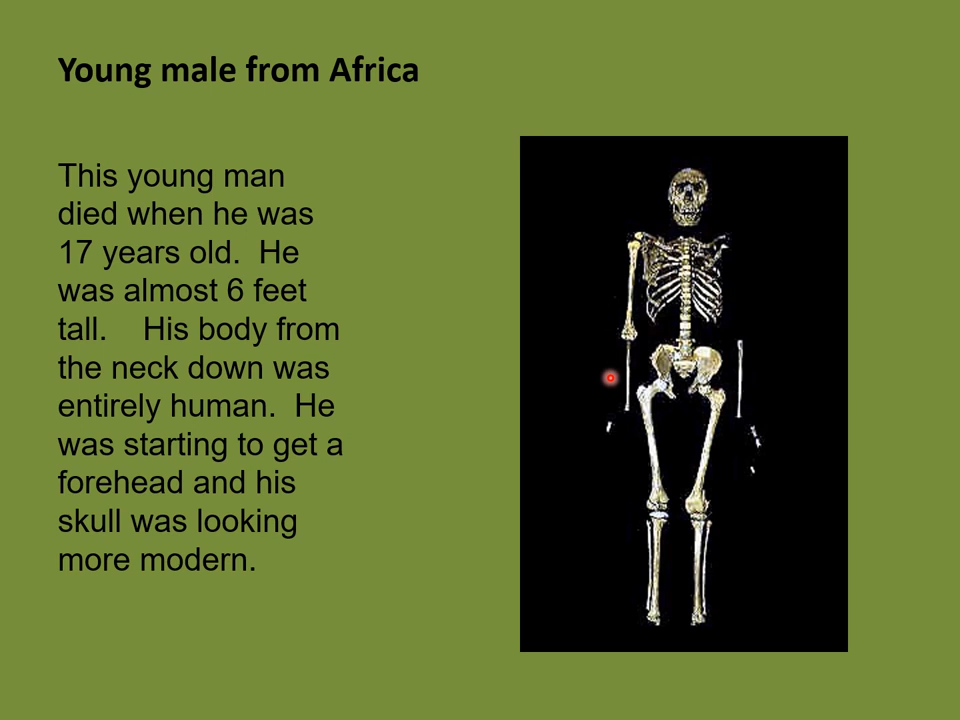 Young male from Africa
This young man
died when he was
17 years old.  He
was almost 6 feet
tall.    His body from
the neck down was
entirely human.  He
was starting to get a
forehead and his
skull was looking
more modern.